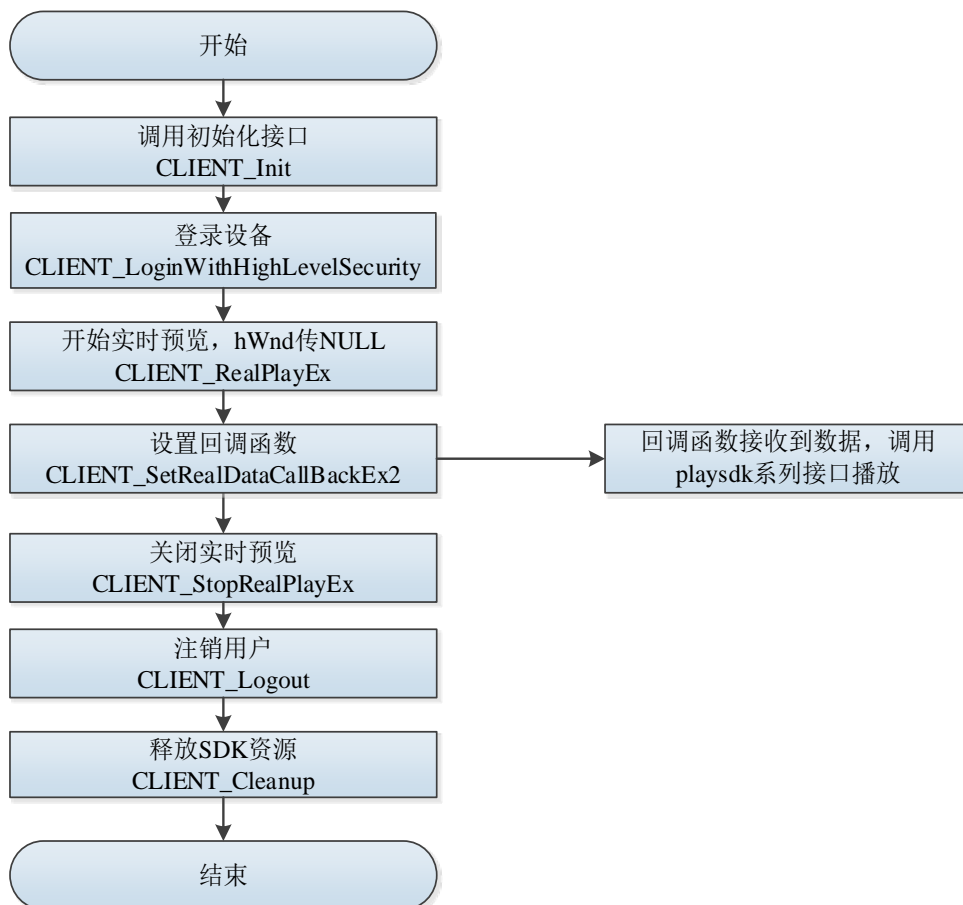 开始
调用初始化接口
CLIENT_Init
登录设备
CLIENT_LoginWithHighLevelSecurity
开始实时预览，hWnd传NULL
CLIENT_RealPlayEx
设置回调函数
CLIENT_SetRealDataCallBackEx2
回调函数接收到数据，调用
playsdk系列接口播放
关闭实时预览
CLIENT_StopRealPlayEx
注销用户
CLIENT_Logout
释放SDK资源
CLIENT_Cleanup
结束